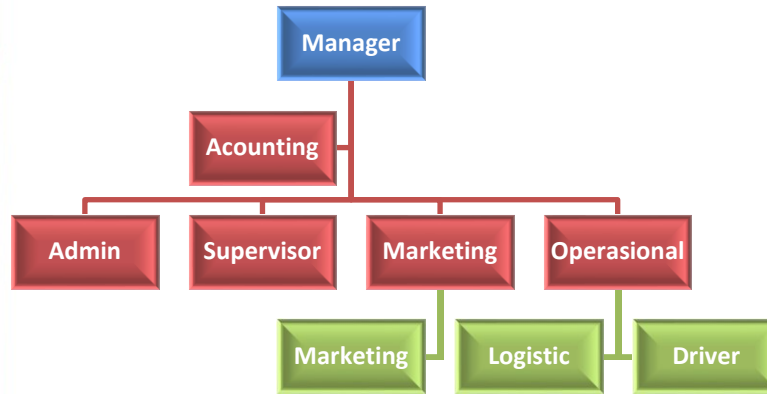 Manager
Acounting
Admin
Supervisor
Marketing
Operasional
Marketing
Logistic
Driver